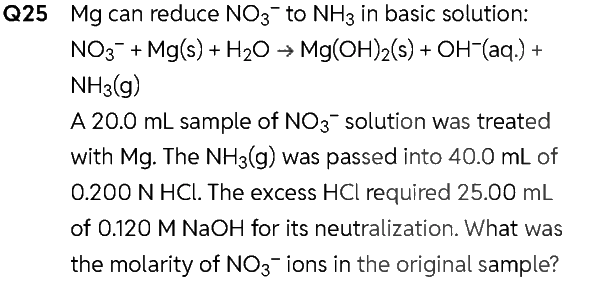 Q25 Mg can reduce NO₃⁻ to NH₃ in basic solution:
NO₃⁻ + Mg(s) + H₂O → Mg(OH)₂(s) + OH⁻(aq.) +
NH₃(g)
A 20.0 mL sample of NO₃⁻ solution was treated
with Mg. The NH₃(g) was passed into 40.0 mL of
0.200 N HCl. The excess HCl required 25.00 mL
of 0.120 M NaOH for its neutralization. What was
the molarity of NO₃⁻ ions in the original sample?